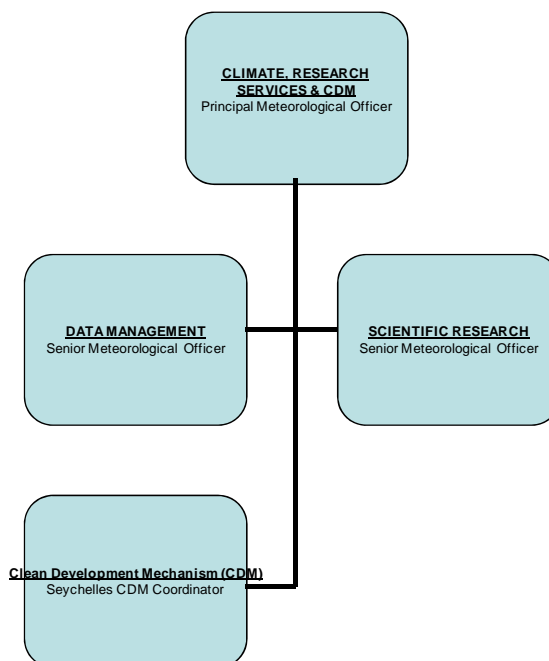 CLIMATE, RESEARCH
SERVICES & CDM
Principal Meteorological Officer
DATA MANAGEMENT
Senior Meteorological Officer
SCIENTIFIC RESEARCH
Senior Meteorological Officer
Clean Development Mechanism (CDM)
Seychelles CDM Coordinator